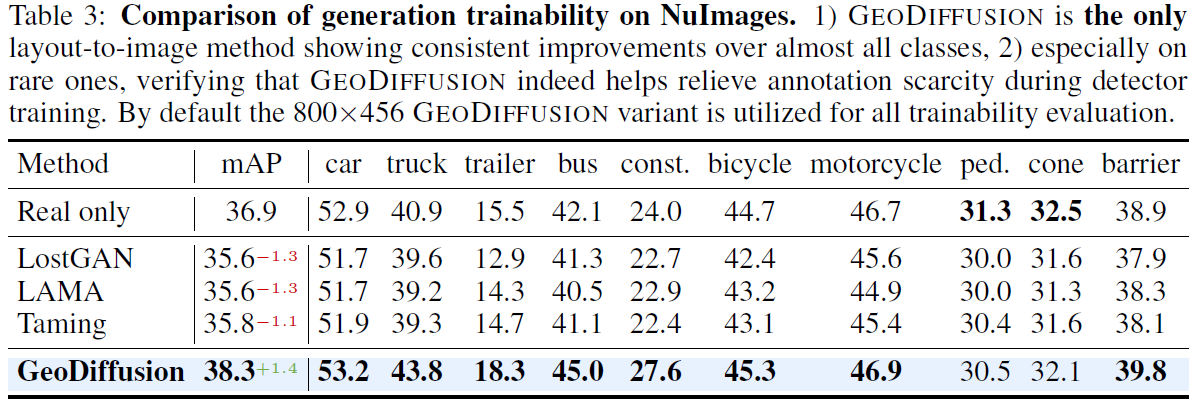 Table 3: Comparison of generation trainability on NuImages. 1) GEODIFFUSION is the only
layout-to-image method showing consistent improvements over almost all classes, 2) especially on
rare ones, verifying that GEODIFFUSION indeed helps relieve annotation scarcity during detector
training. By default the 800×456 GEODIFFUSION variant is utilized for all trainability evaluation.
Method mAP car truck trailer bus const. bicycle motorcycle ped. cone barrier
Real only 36.9 52.9 40.9 15.5 42.1 24.0 44.7 46.7 31.3 32.5 38.9
LostGAN 35.6−1.3 51.7 39.6 12.9 41.3 22.7 42.4 45.6 30.0 31.6 37.9
LAMA 35.6−1.3 51.7 39.2 14.3 40.5 22.9 43.2 44.9 30.0 31.3 38.3
Taming 35.8−1.1 51.9 39.3 14.7 41.1 22.4 43.1 45.4 30.4 31.6 38.1
GeoDiffusion 38.3+1.4 53.2 43.8 18.3 45.0 27.6 45.3 46.9 30.5 32.1 39.8